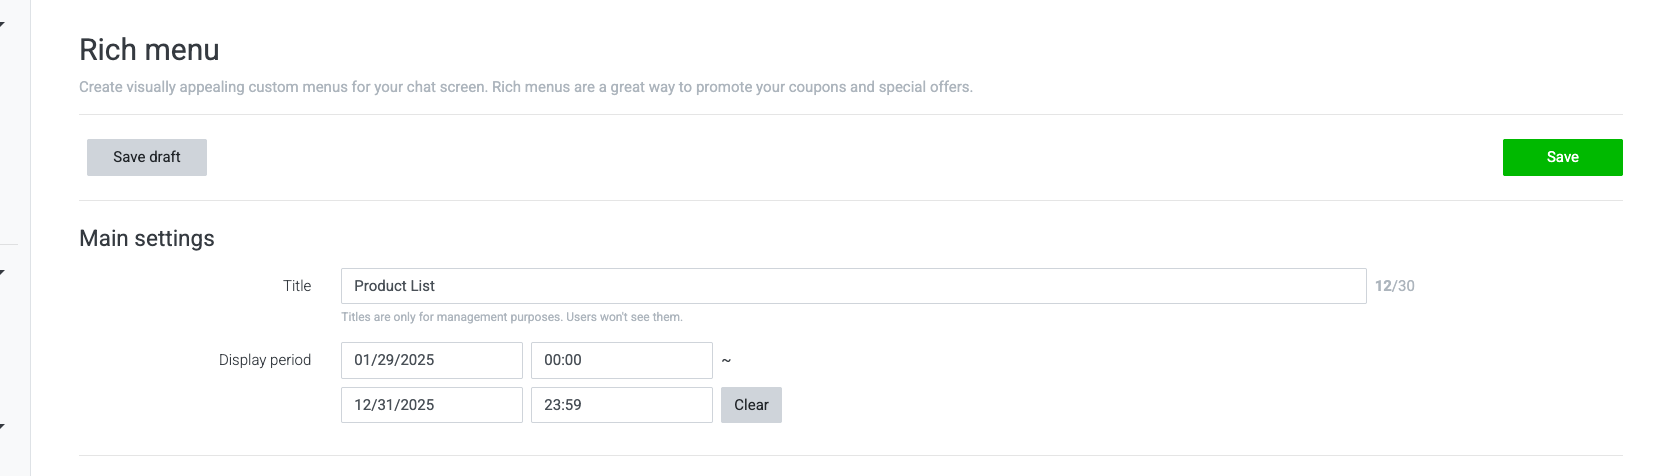 Rich menu
Create visually appealing custom menus for your chat screen. Rich menus are a great way to promote your coupons and special offers.
Save draft
Save
Main settings
Title
Product List
12/30
Titles are only for management purposes. Users won't see them.
Display period
01/29/2025
00:00
~
12/31/2025
23:59
Clear